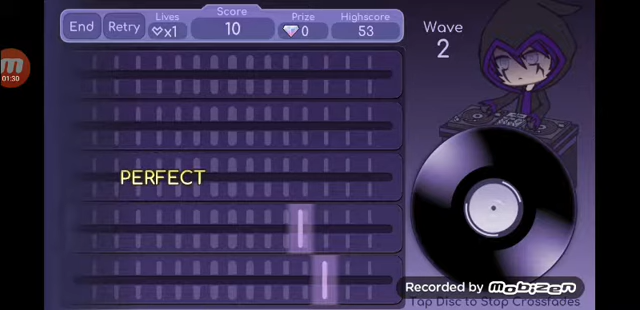 End
Retry
Lives
x1
Score
10
Prize
0
Highscore
53
Wave
2
01:30
PERFECT
Recorded by
MOBIZEN
Tap Disc to Stop Crossfades